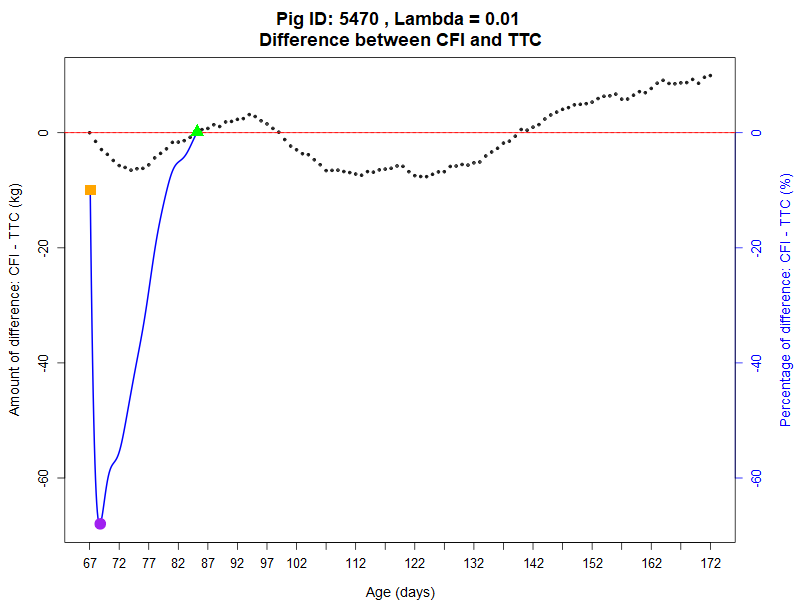 Pig ID: 5470 , Lambda = 0.01
Difference between CFI and TTC
Amount of difference: CFI - TTC (kg)
0
-20
-40
-60
0
-20
-40
-60
Percentage of difference: CFI - TTC (%)
67 72 77 82 87 92 97 102 112 122 132 142 152 162 172
Age (days)